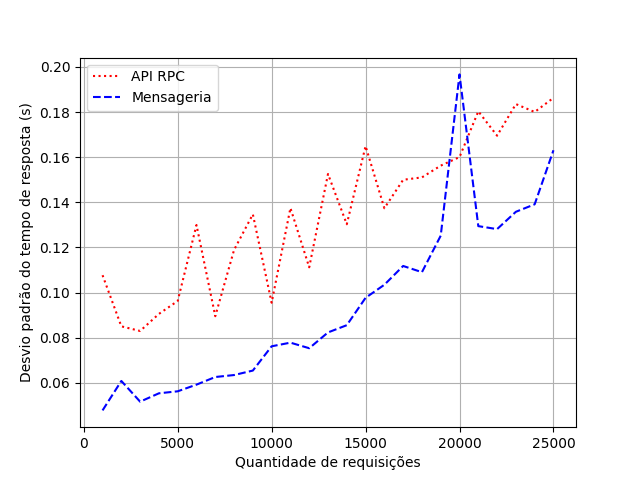 API RPC
Mensageria
Desvio padrão do tempo de resposta (s)
0.20
0.18
0.16
0.14
0.12
0.10
0.08
0.06
0 5000 10000 15000 20000 25000
Quantidade de requisições